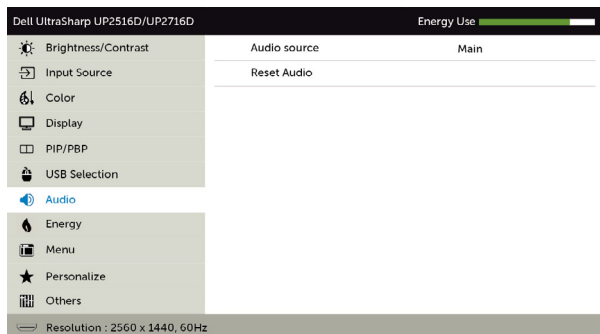 Dell UltraSharp UP2516D/UP2716D Energy Use
Brightness/Contrast Audio source Main
Input Source Reset Audio
Color
Display
PIP/PBP
USB Selection
Audio
Energy
Menu
Personalize
Others
Resolution : 2560 x 1440, 60Hz